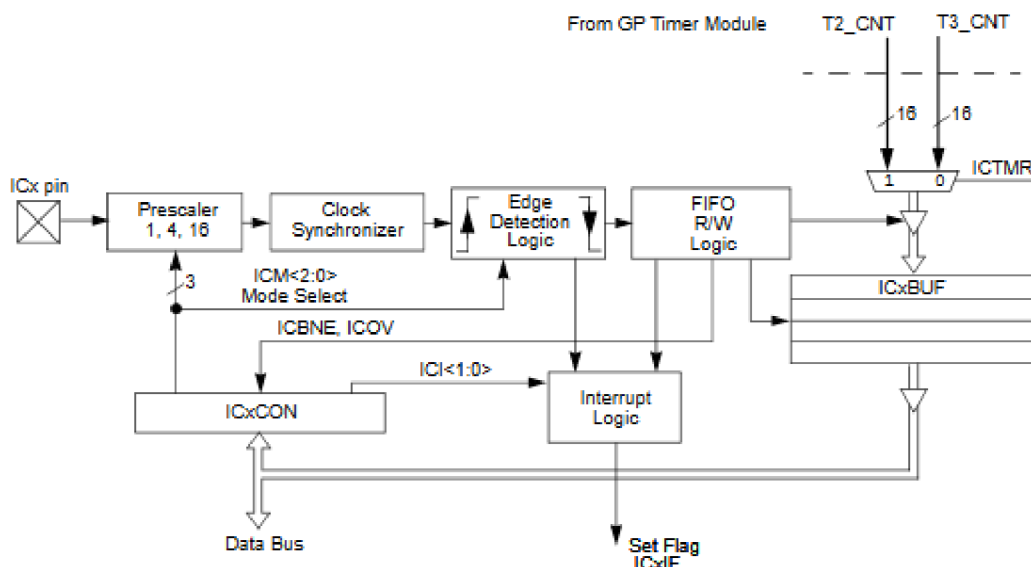 From GP Timer Module
T2_CNT
T3_CNT
16
16
1
0
ICTMR
ICx pin
Prescaler
1, 4, 16
Clock
Synchronizer
Edge
Detection
Logic
FIFO
R/W
Logic
3
ICM<2:0>
Mode Select
ICxBUF
ICBNE, ICOV
ICI<1:0>
ICxCON
Interrupt
Logic
Data Bus
Set Flag
ICxIF